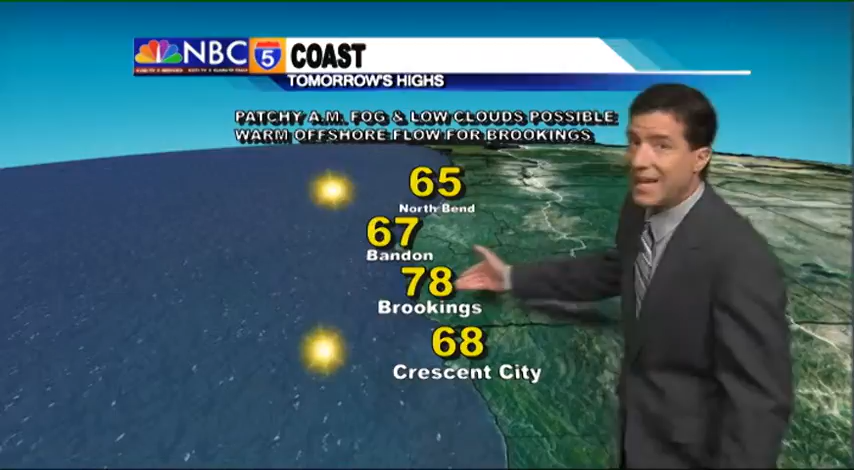 NBC 5 COAST
TOMORROW'S HIGHS
PATCHY A.M. FOG & LOW CLOUDS POSSIBLE
WARM OFFSHORE FLOW FOR BROOKINGS
65
North Bend
67
Bandon
78
Brookings
68
Crescent City